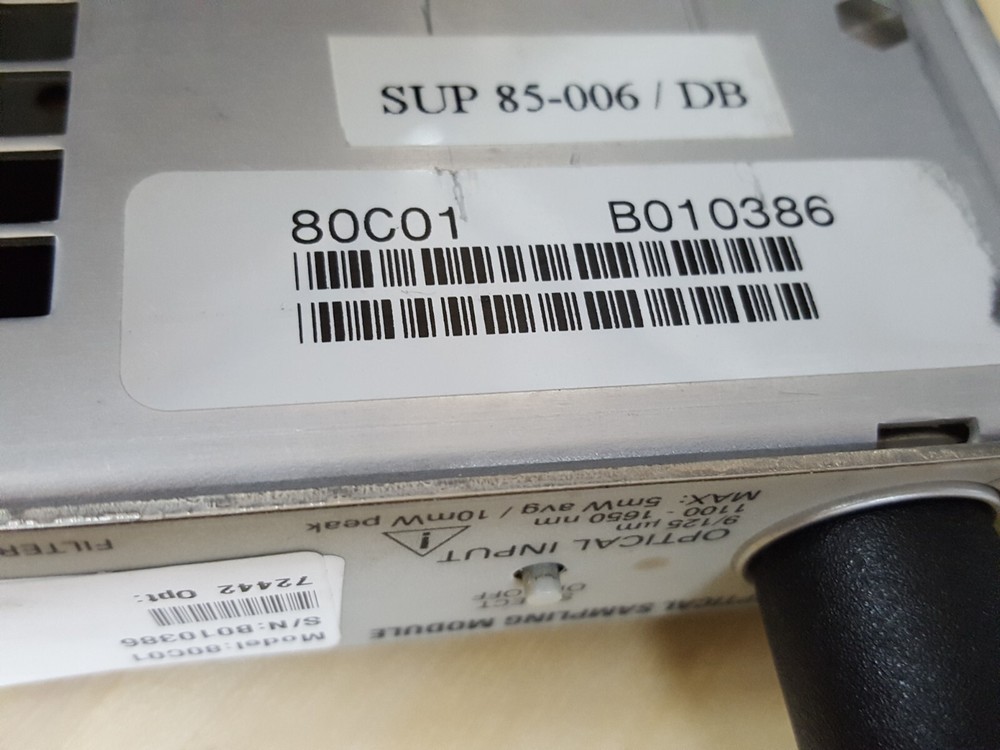 SUP 85-006 / DB
80C01 B010386
OPTICAL SAMPLING MODULE
OPTICAL INPUT
9/125 µm
1100 - 1650 nm
MAX: 5mW avg / 10mW peak
FILTER
Model:80C01
S/N:B010386
72442 Opt: